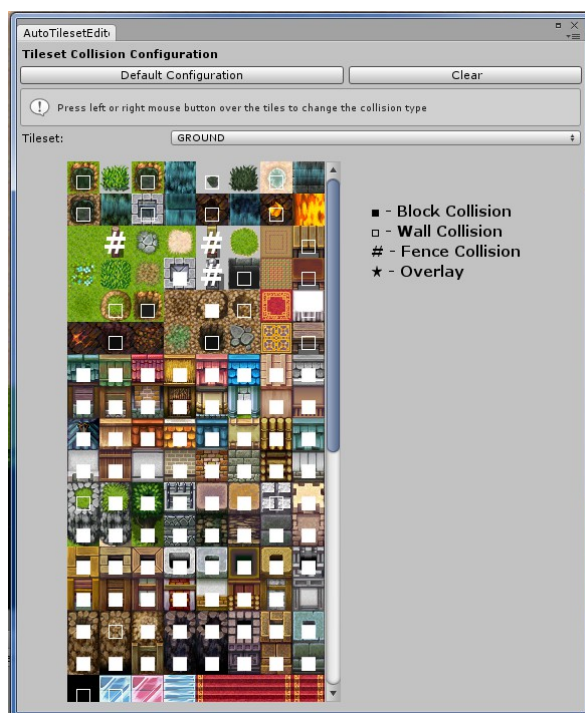 AutoTilesetEdito
Tileset Collision Configuration
Default Configuration
Clear
Press left or right mouse button over the tiles to change the collision type
Tileset:
GROUND
■ - Block Collision
□ - Wall Collision
# - Fence Collision
★ - Overlay